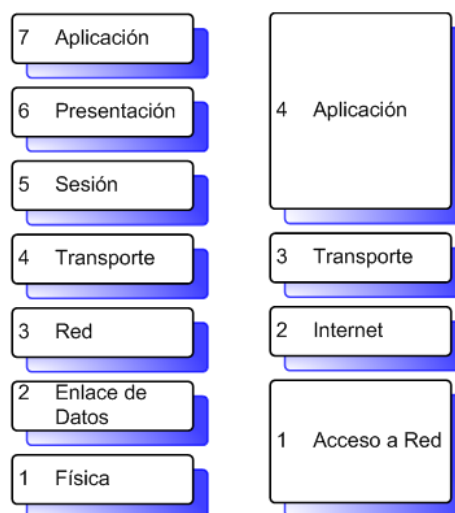 7 Aplicación
6 Presentación
5 Sesión
4 Transporte
3 Red
2 Enlace de
Datos
1 Física
4 Aplicación
3 Transporte
2 Internet
1 Acceso a Red